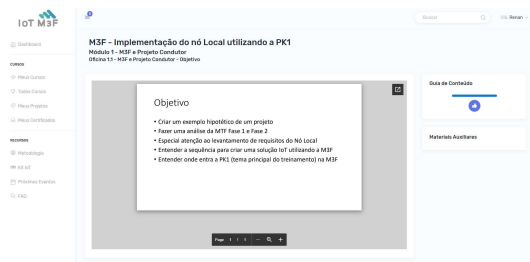 IoT M3F
Buscar
Olá, Renan
Dashboard
CURSOS
Meus Cursos
Todos Cursos
Meus Projetos
Meus Certificados
RECURSOS
Metodologia
Kit IoT
Próximos Eventos
FAQ
M3F - Implementação do nó Local utilizando a PK1
Módulo 1 - M3F e Projeto Condutor
Oficina 1.1 - M3F e Projeto Condutor - Objetivo
Objetivo
• Criar um exemplo hipotético de um projeto
• Fazer uma análise da MTF Fase 1 e Fase 2
• Especial atenção ao levantamento de requisitos do Nó Local
• Entender a sequência para criar uma solução IoT utilizando a M3F
• Entender onde entra a PK1 (tema principal do treinamento) na M3F
Page 1 /
Guia de Conteúdo
Materiais Auxiliares